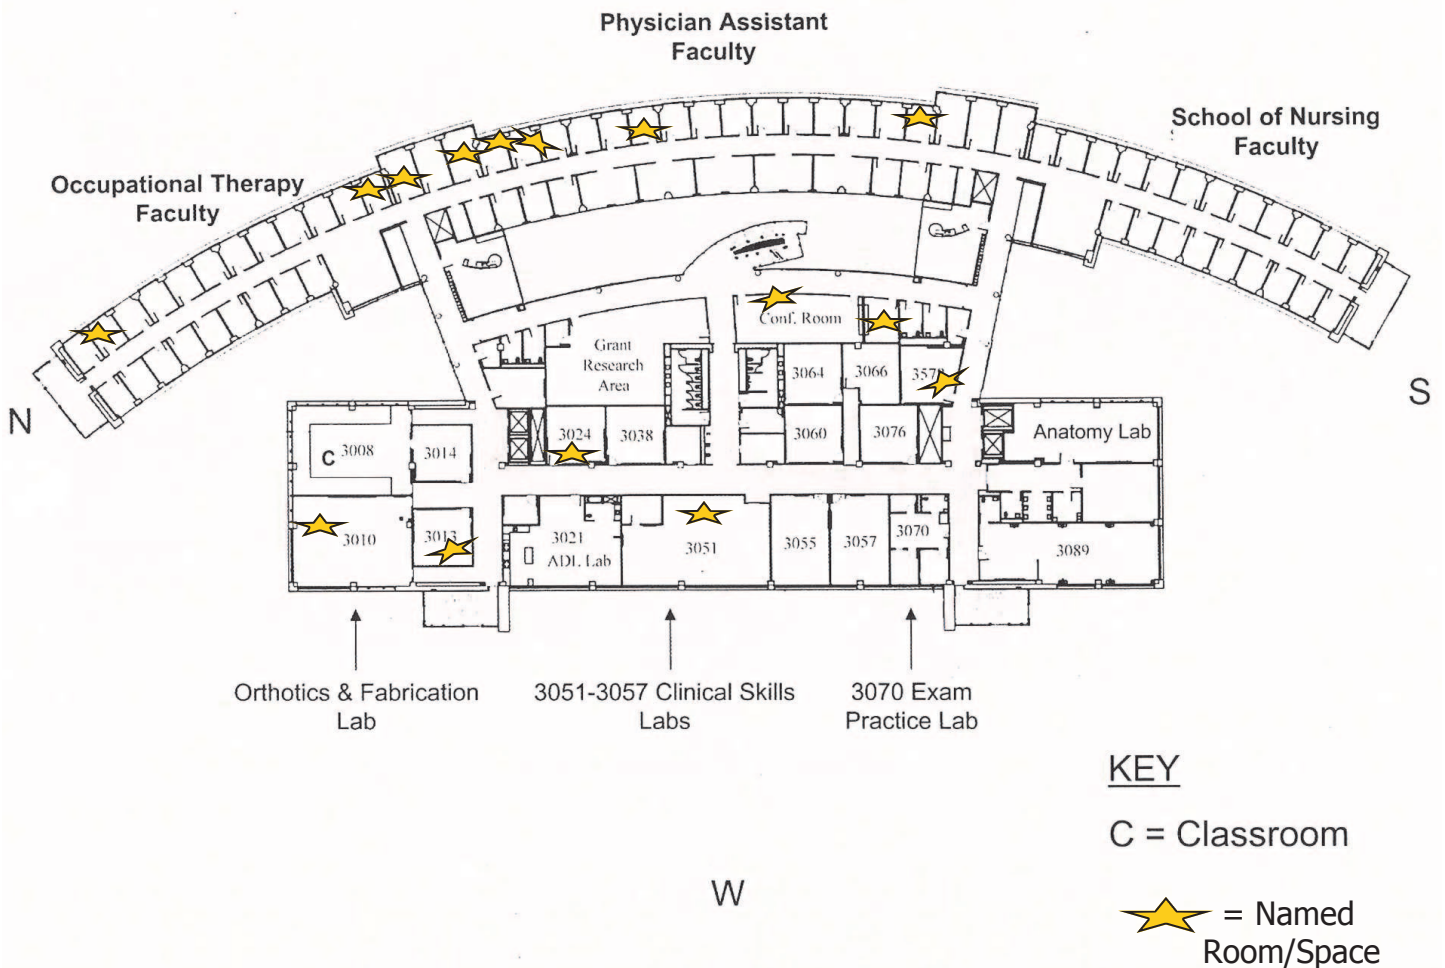 Physician Assistant
Faculty
School of Nursing
Faculty
Occupational Therapy
Faculty
Conf. Room
Grant
Research
Area
3064
3066
357
N
S
3024
3038
3060
3076
Anatomy Lab
C 3008
3014
3010
3013
3021
ADL Lab
3051
3055
3057
3070
3089
Orthotics & Fabrication
Lab
3051-3057 Clinical Skills
Labs
3070 Exam
Practice Lab
KEY
C = Classroom
W
= Named
Room/Space